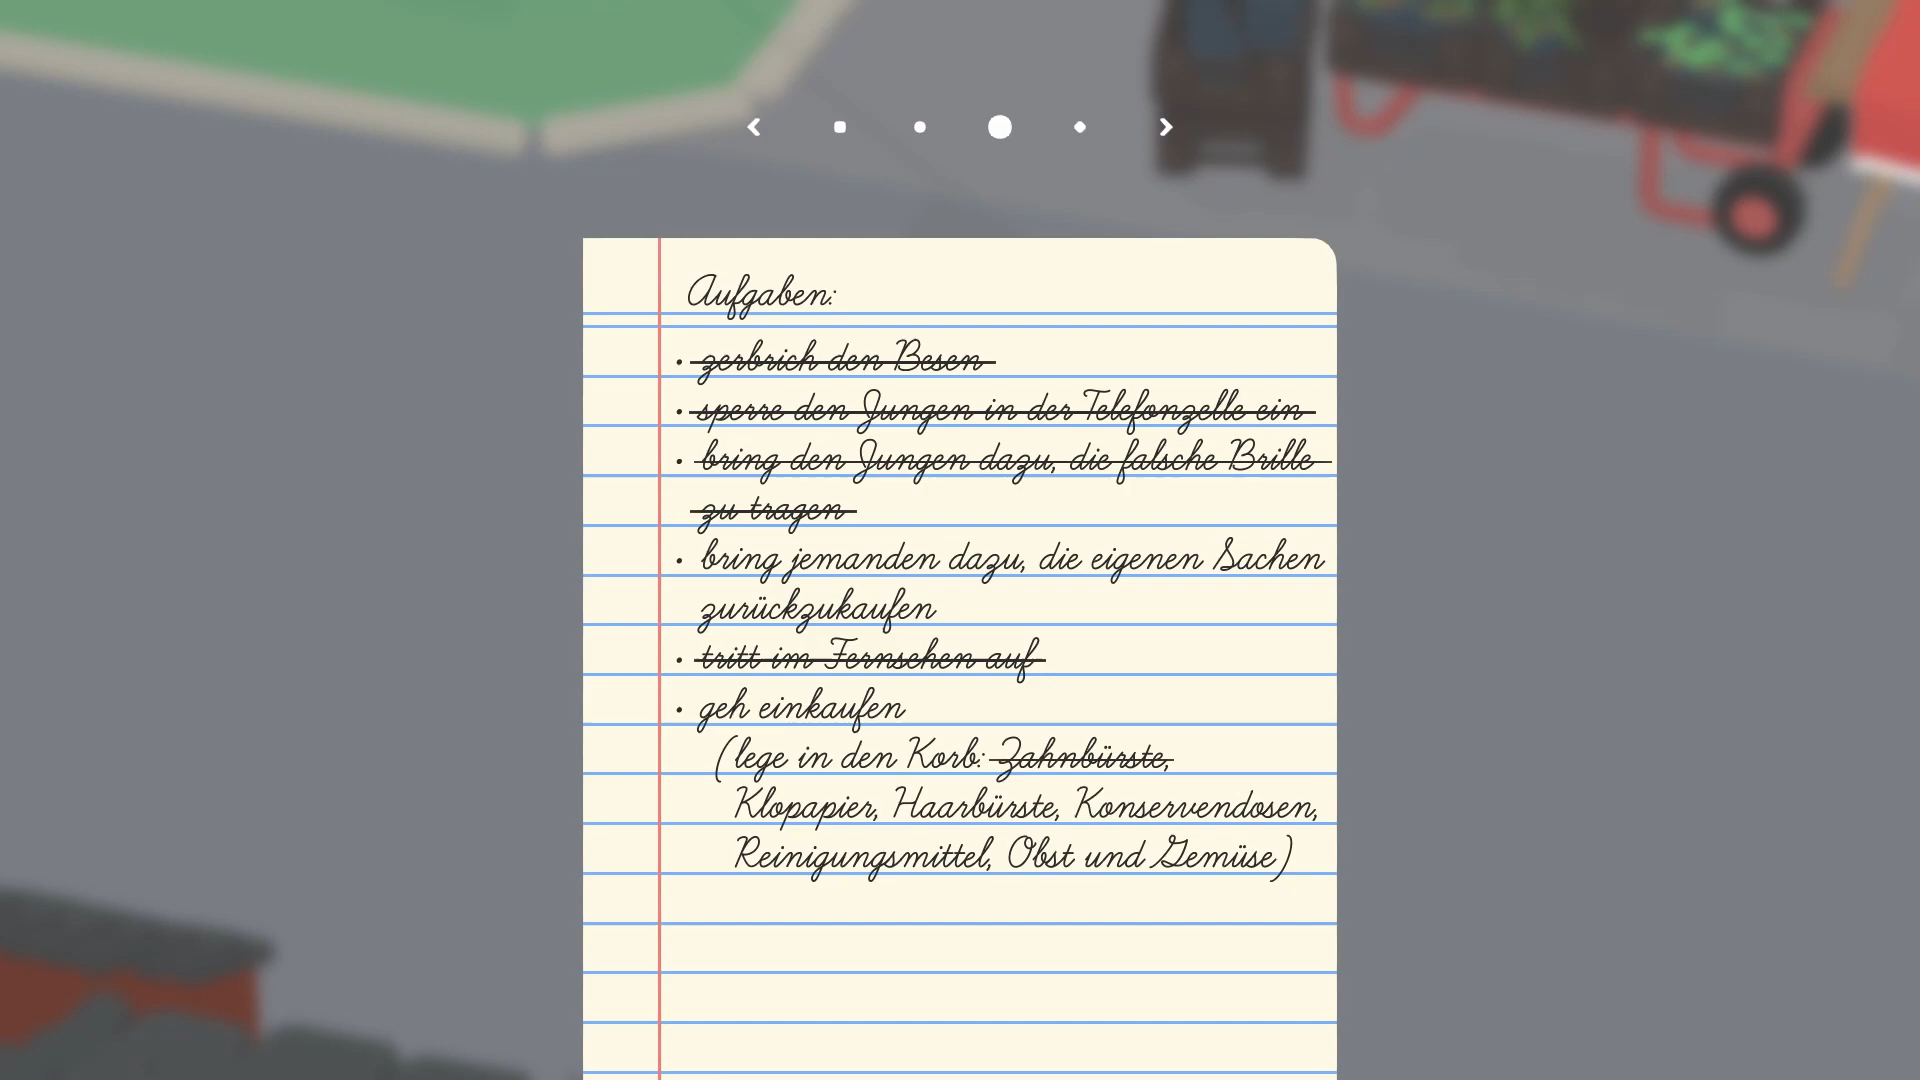 Aufgaben:
• zerbrich den Besen
• sperre den Jungen in der Telefonzelle ein
• bring den Jungen dazu, die falsche Brille
zu tragen
• bring jemanden dazu, die eigenen Sachen
zurückzukaufen
• tritt im Fernsehen auf
• geh einkaufen
(lege in den Korb: Zahnbürste,
Klopapier, Haarbürste, Konservendosen,
Reinigungsmittel, Obst und Gemüse)